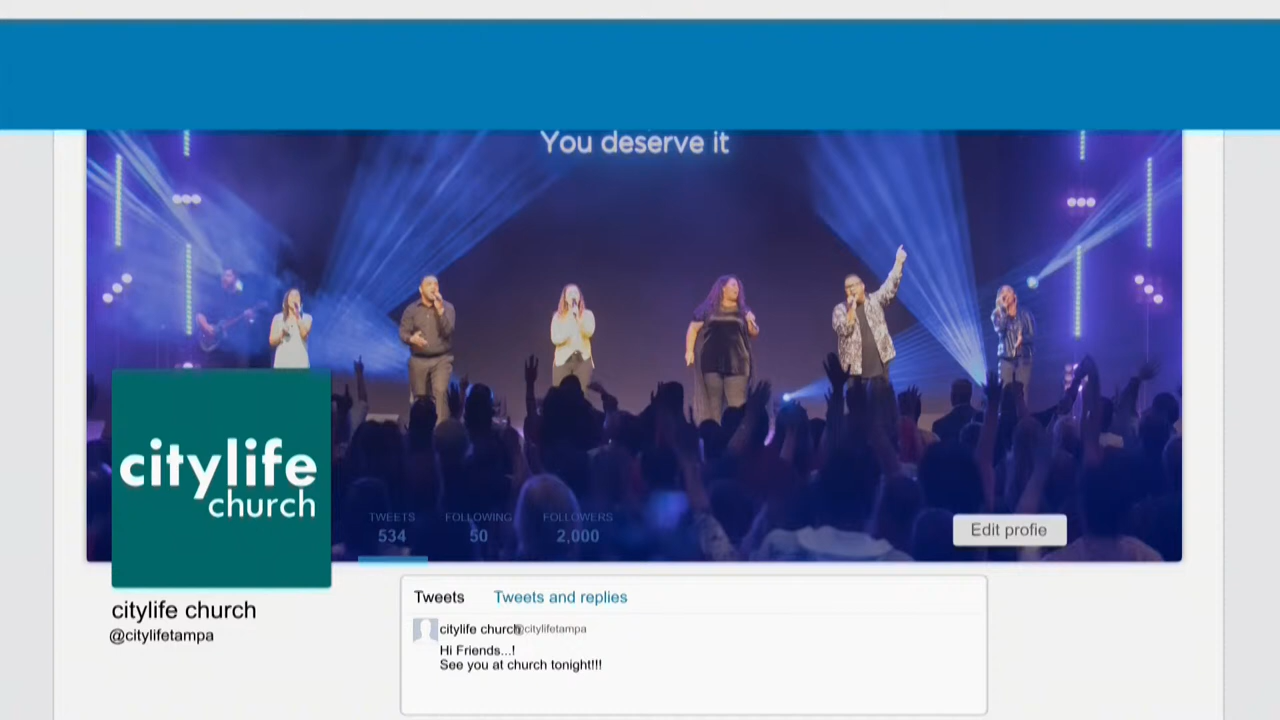 You deserve it
citylife
church
TWEETS FOLLOWING FOLLOWERS
534 50 2,000
Edit profie
citylife church
@citylifetampa
Tweets Tweets and replies
citylife church@citylifetampa
Hi Friends...!
See you at church tonight!!!